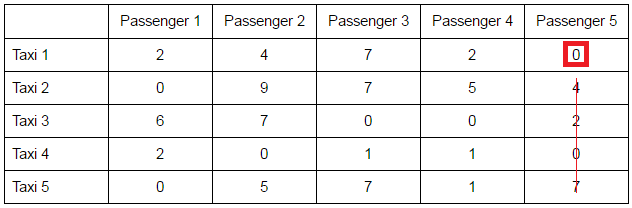 Passenger 1 Passenger 2 Passenger 3 Passenger 4 Passenger 5
Taxi 1 2 4 7 2 0
Taxi 2 0 9 7 5 4
Taxi 3 6 7 0 0 2
Taxi 4 2 0 1 1 0
Taxi 5 0 5 7 1 7